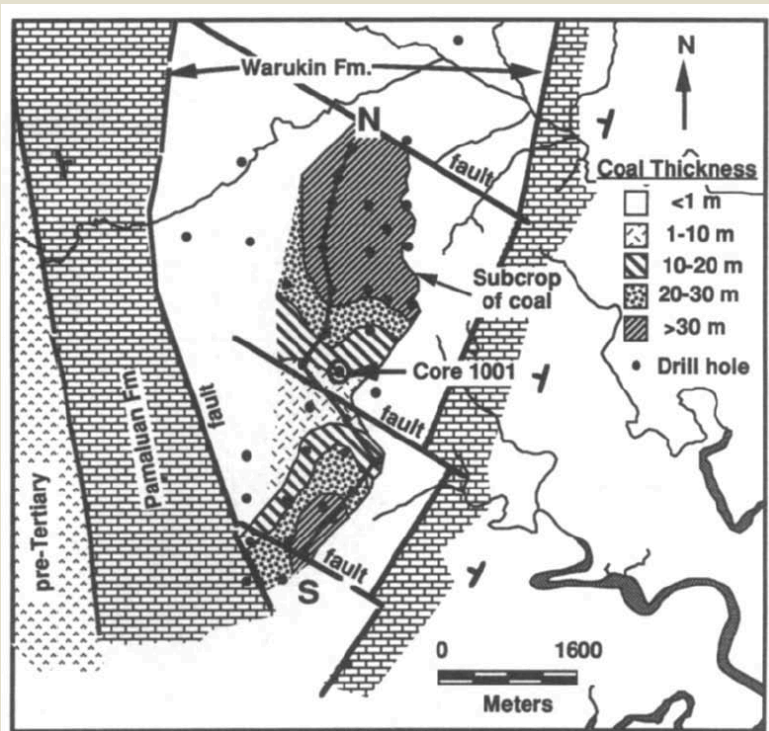 Warukin Fm.
N
N
fault
Coal Thickness
<1 m
1-10 m
10-20 m
20-30 m
>30 m
Drill hole
Subcrop
of coal
Core 1001
fault
fault
Pamaluan Fm.
pre-Tertiary
fault
S
0 1600
Meters